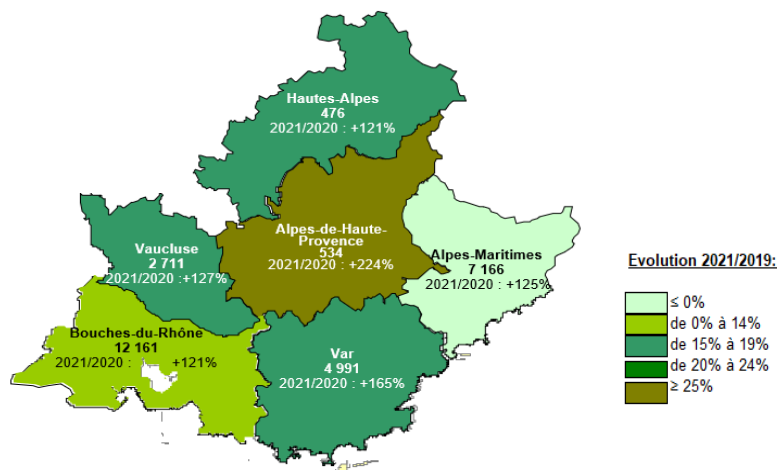 Hautes-Alpes
476
2021/2020 : +121%
Alpes-de-Haute-
Provence
534
2021/2020 : +224%
Vaucluse
2 711
2021/2020 : +127%
Alpes-Maritimes
7 166
2021/2020 : +125%
Bouches-du-Rhône
12 161
2021/2020 : +121%
Var
4 991
2021/2020 : +165%
Evolution 2021/2019:
≤ 0%
de 0% à 14%
de 15% à 19%
de 20% à 24%
≥ 25%